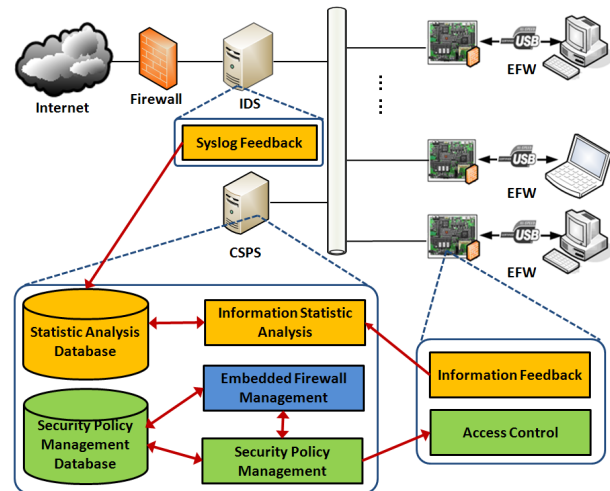 Internet
Firewall
IDS
USB
EFW
Syslog Feedback
USB
EFW
CSPS
USB
EFW
Statistic Analysis
Database
Information Statistic
Analysis
Information Feedback
Embedded Firewall
Management
Security Policy
Management
Database
Access Control
Security Policy
Management